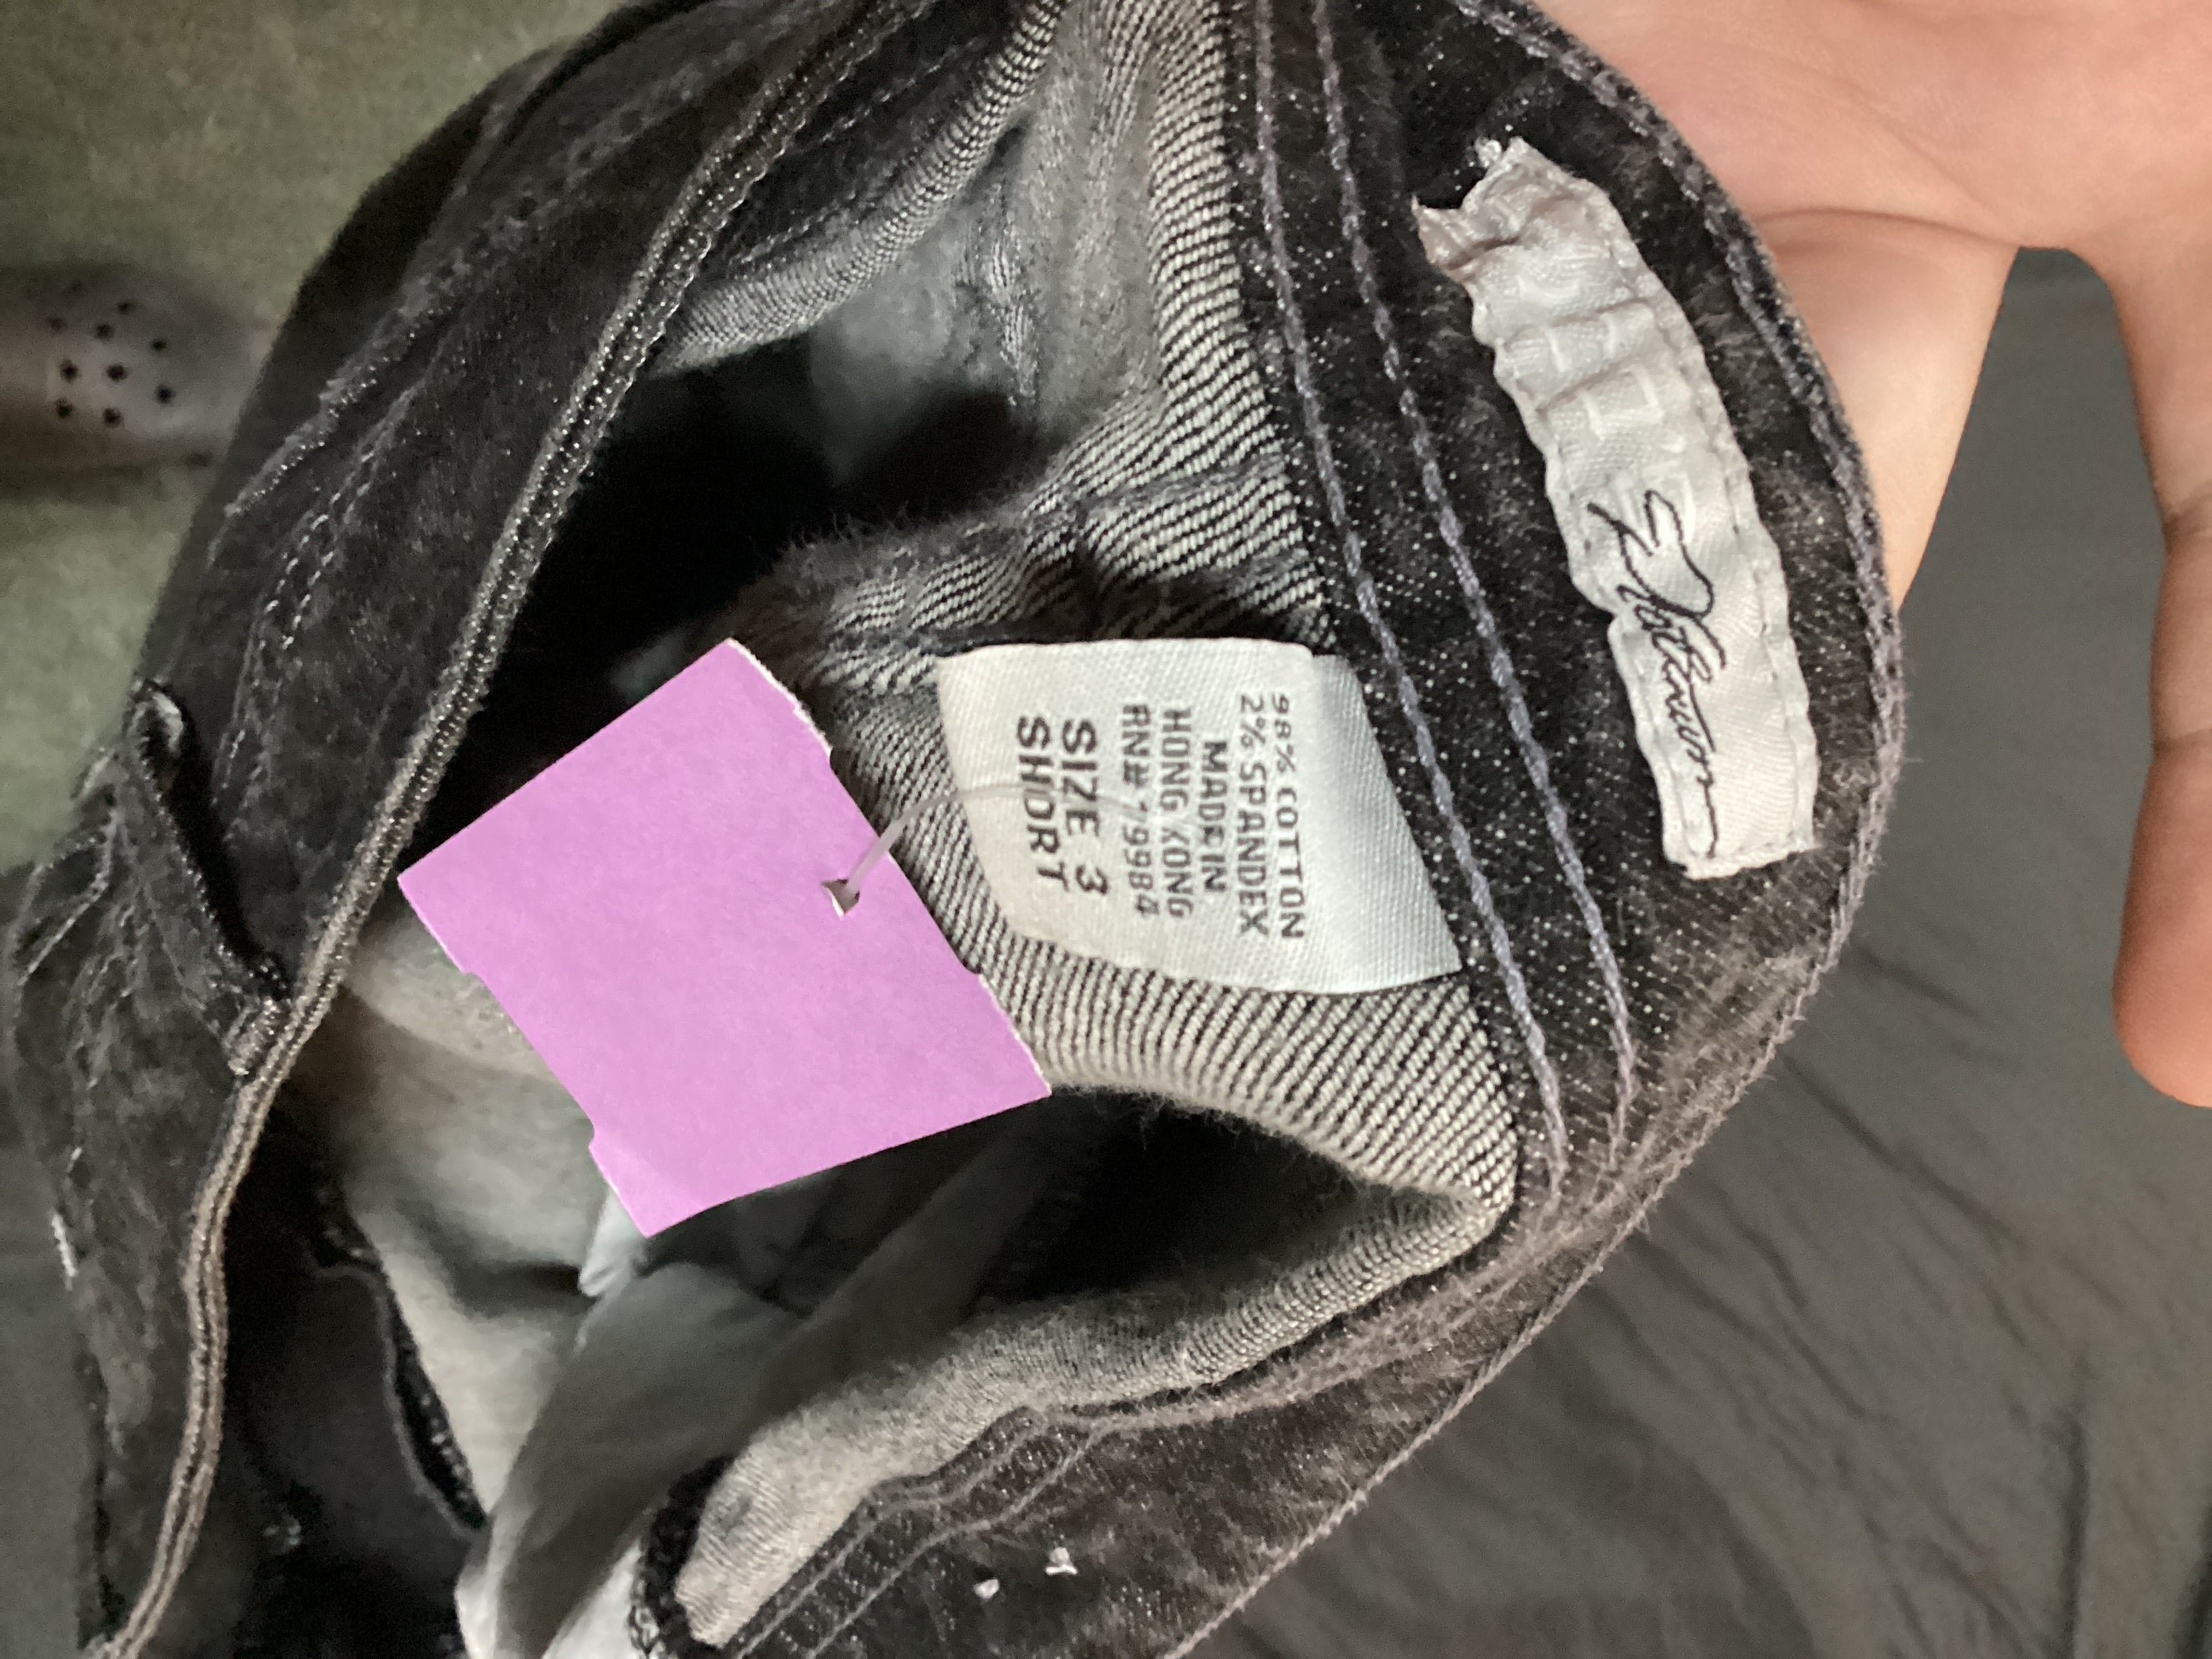 98% COTTON
2% SPANDEX
MADE IN
HONG KONG
RN# 79984
SIZE 3
SHORT